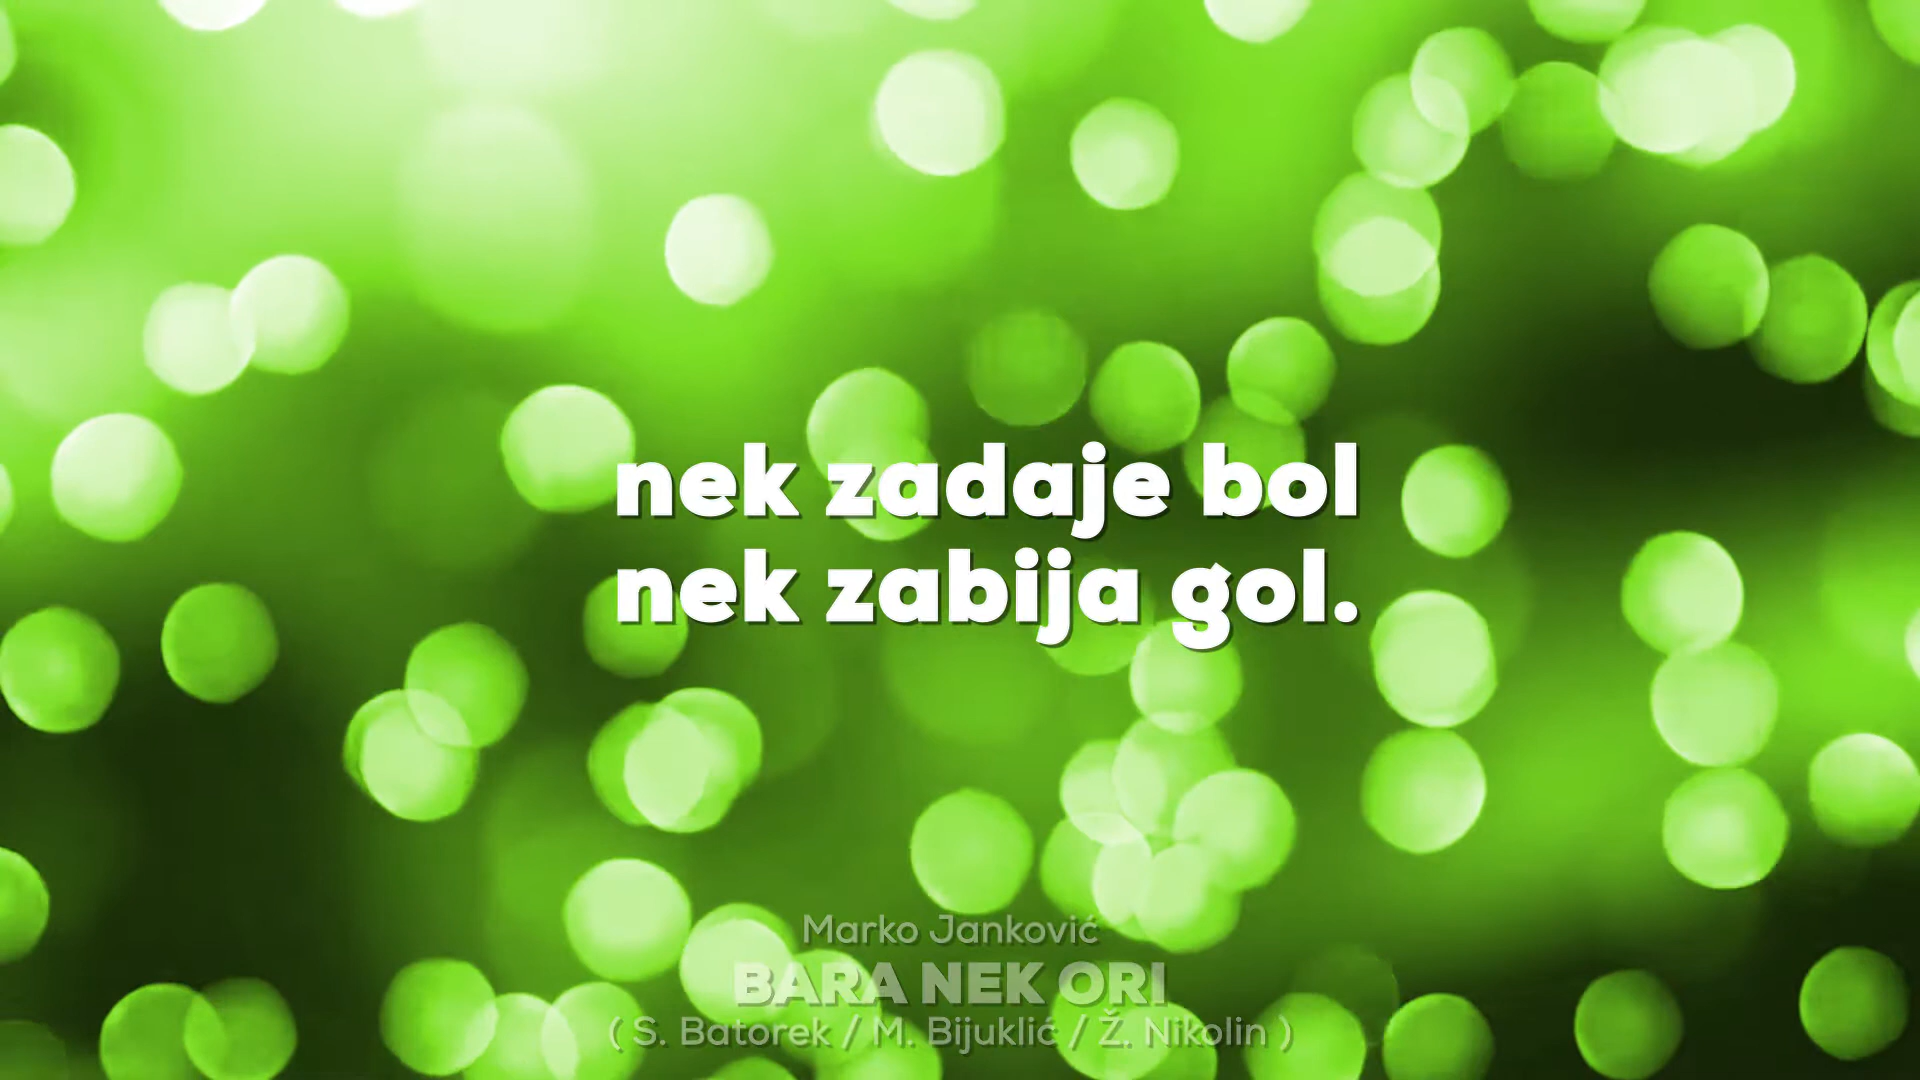 nek zadaje bol
nek zabija gol.
Marko Janković
BARA NEK ORI
( S. Batorek / M. Bijuklić / Ž. Nikolin )